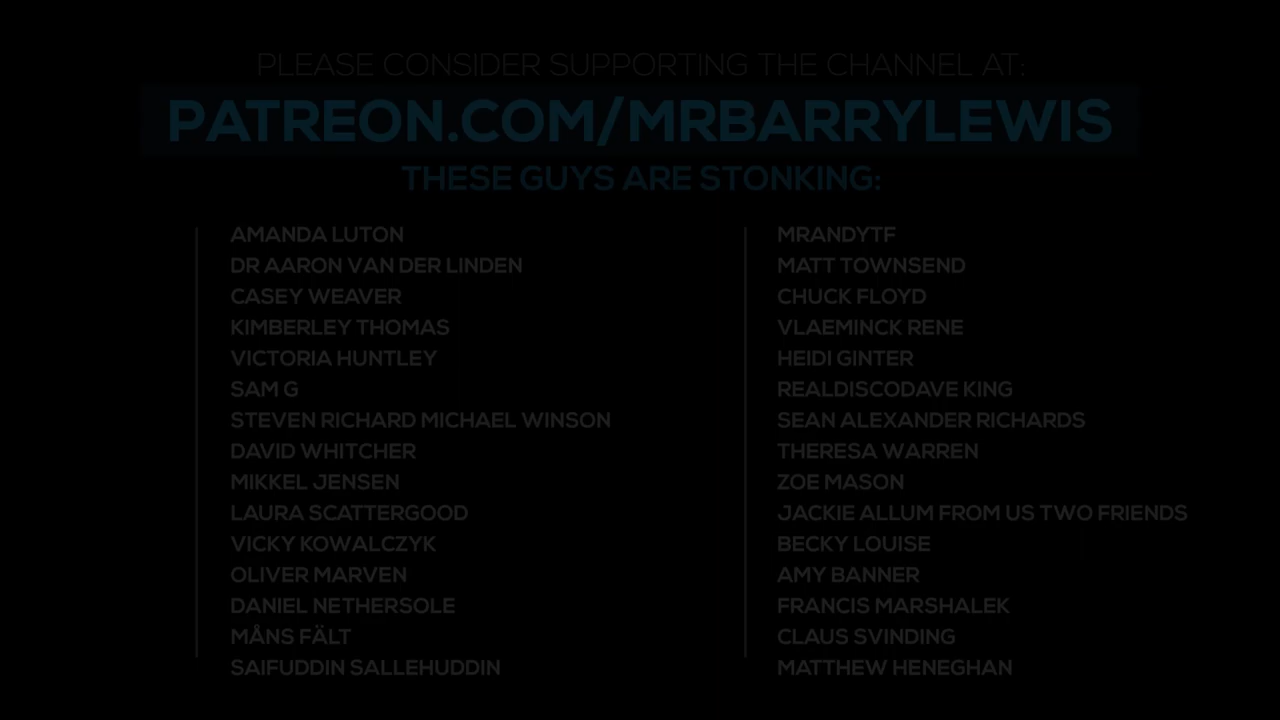 PLEASE CONSIDER SUPPORTING THE CHANNEL AT:
PATREON.COM/MRBARRYLEWIS
THESE GUYS ARE STONKING:
AMANDA LUTON
DR AARON VAN DER LINDEN
CASEY WEAVER
KIMBERLEY THOMAS
VICTORIA HUNTLEY
SAM G
STEVEN RICHARD MICHAEL WINSON
DAVID WHITCHER
MIKKEL JENSEN
LAURA SCATTERGOOD
VICKY KOWALCZYK
OLIVER MARVEN
DANIEL NETHERSOLE
MÅNS FÄLT
SAIFUDDIN SALLEHUDDIN
MRANDYTF
MATT TOWNSEND
CHUCK FLOYD
VLAEMINCK RENE
HEIDI GINTER
REALDISCODAVE KING
SEAN ALEXANDER RICHARDS
THERESA WARREN
ZOE MASON
JACKIE ALLUM FROM US TWO FRIENDS
BECKY LOUISE
AMY BANNER
FRANCIS MARSHALEK
CLAUS SVINDING
MATTHEW HENEGHAN